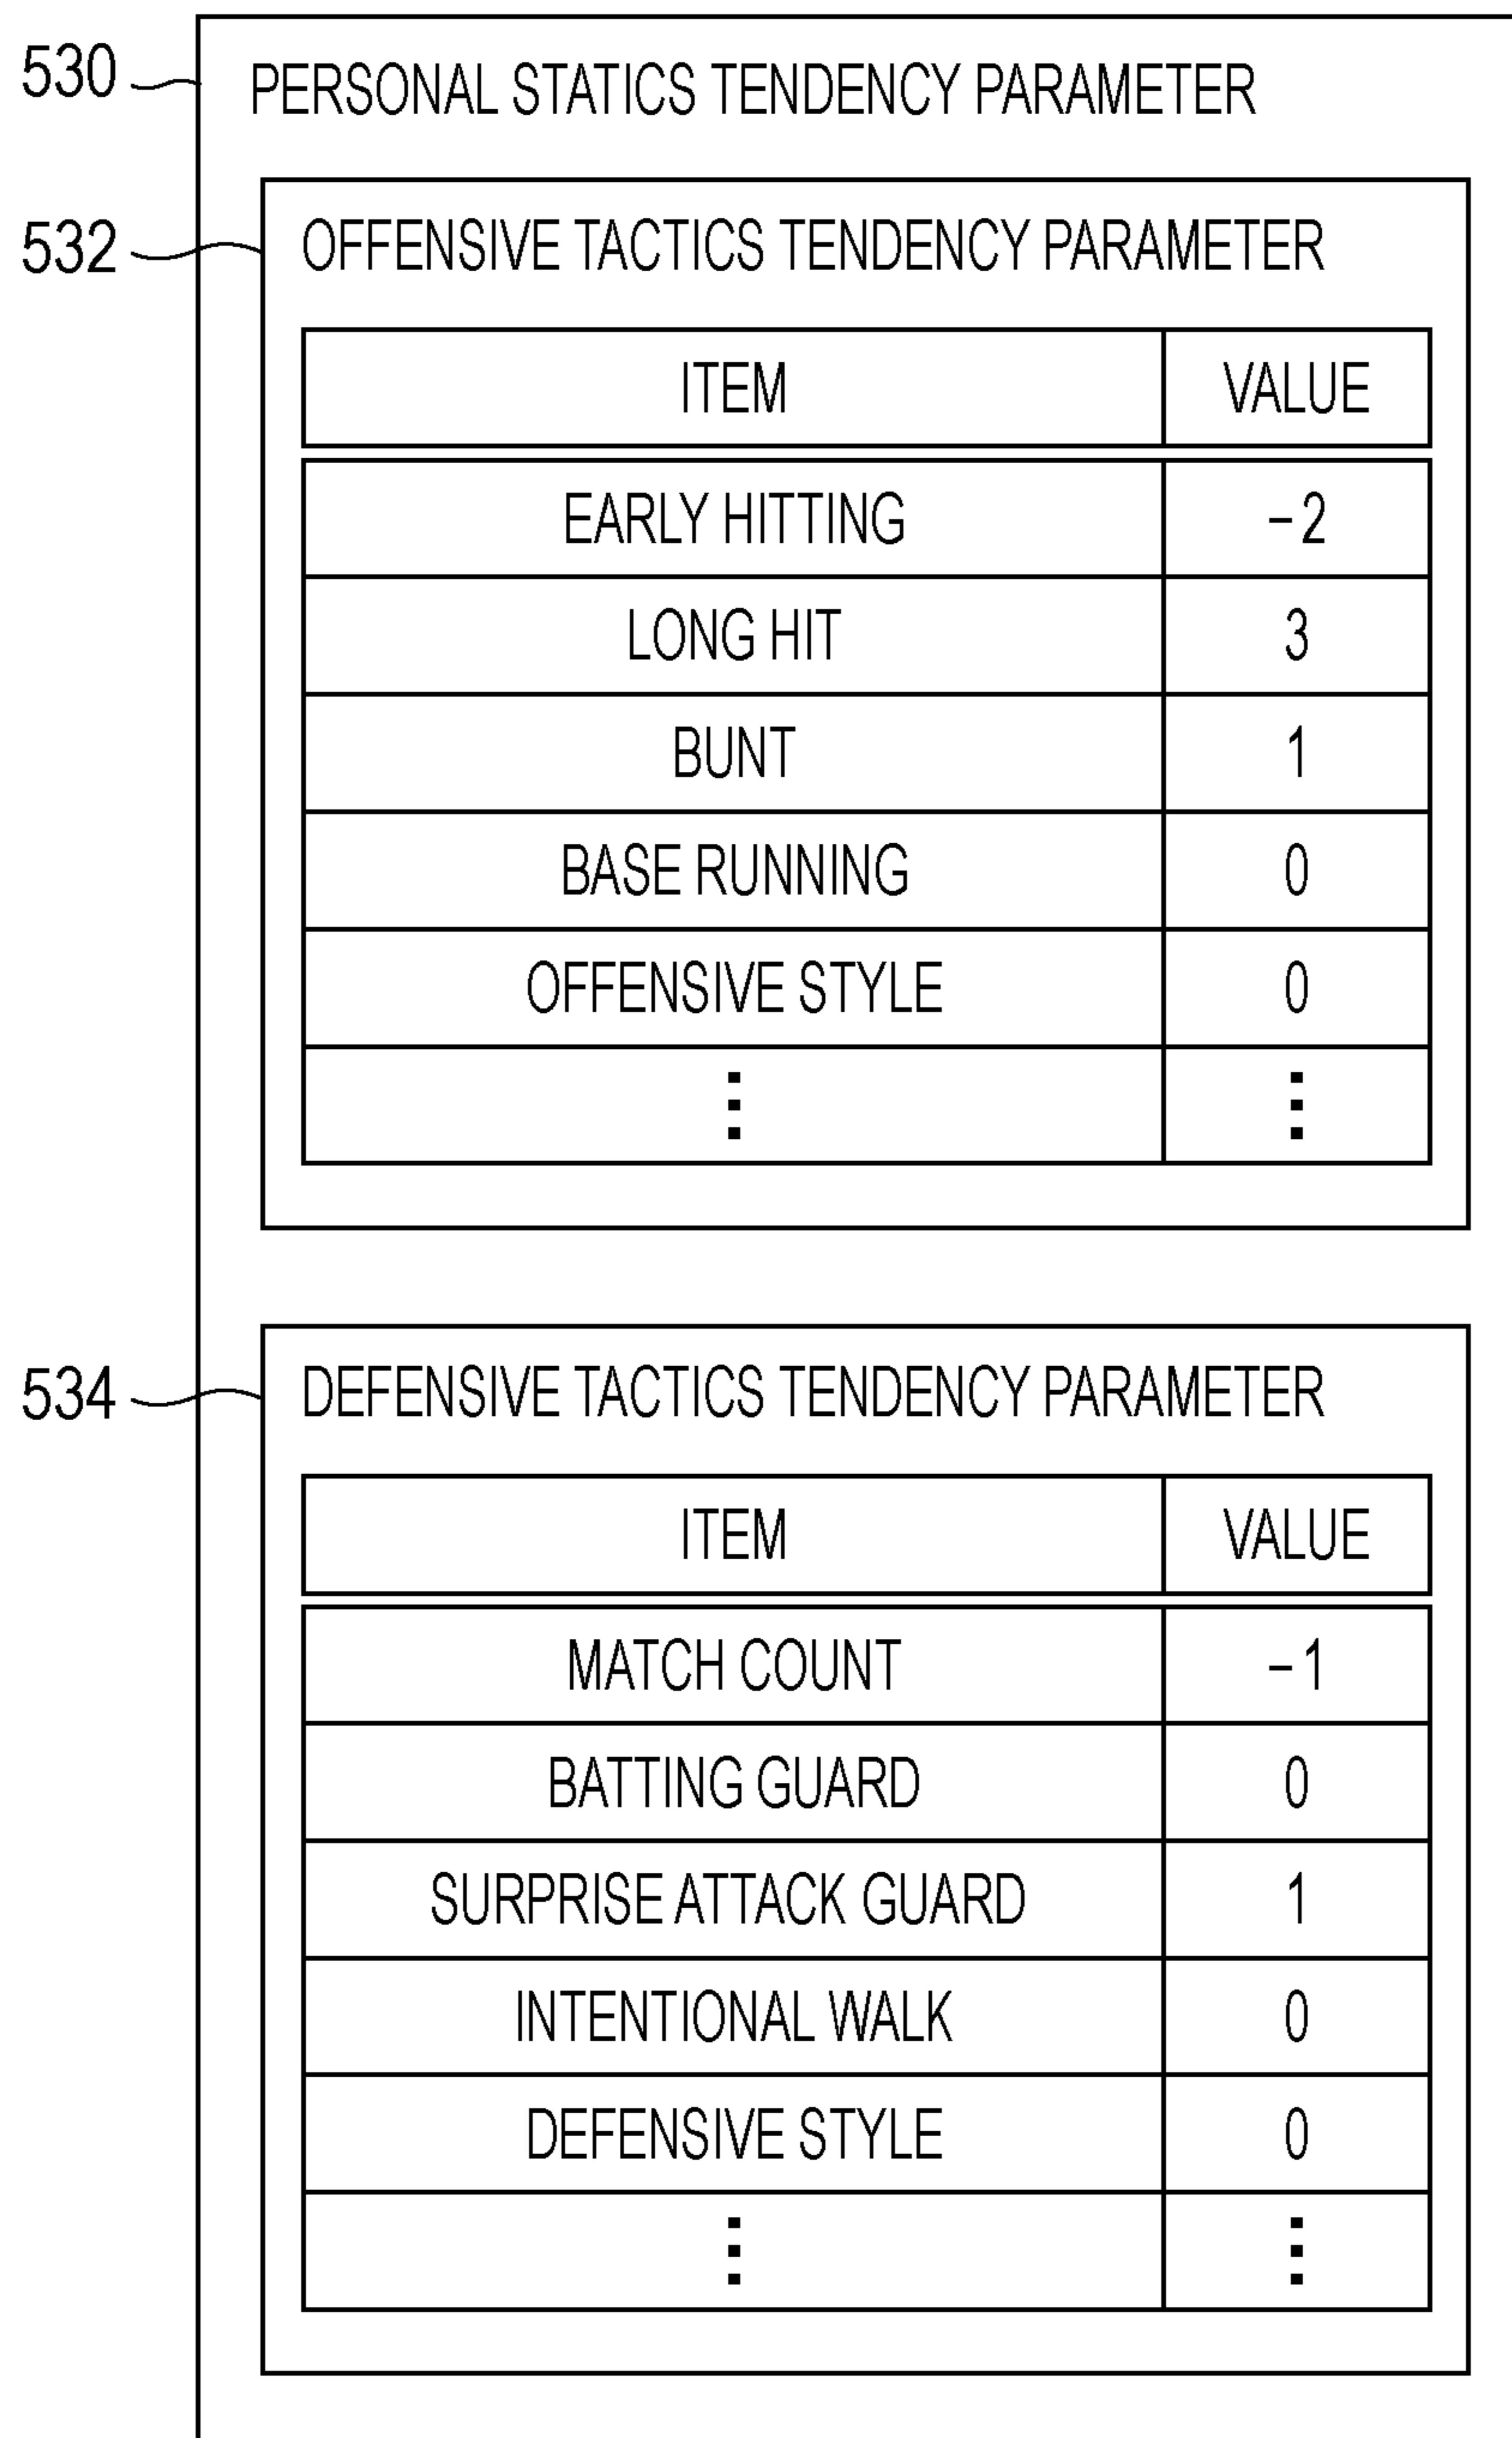 530 PERSONAL STATICS TENDENCY PARAMETER
532 OFFENSIVE TACTICS TENDENCY PARAMETER
ITEM VALUE
EARLY HITTING –2
LONG HIT 3
BUNT 1
BASE RUNNING 0
OFFENSIVE STYLE 0
⋮ ⋮
534 DEFENSIVE TACTICS TENDENCY PARAMETER
ITEM VALUE
MATCH COUNT –1
BATTING GUARD 0
SURPRISE ATTACK GUARD 1
INTENTIONAL WALK 0
DEFENSIVE STYLE 0
⋮ ⋮